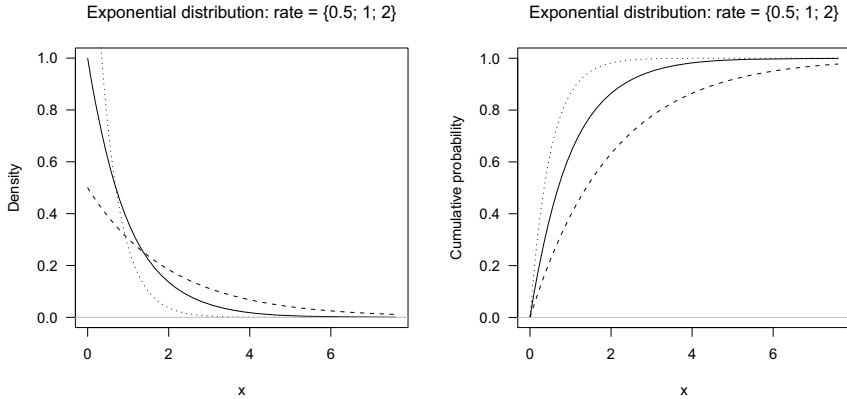 Exponential distribution: rate = {0.5; 1; 2}
Density
1.0
0.8
0.6
0.4
0.2
0.0
0 2 4 6
x
Exponential distribution: rate = {0.5; 1; 2}
Cumulative probability
1.0
0.8
0.6
0.4
0.2
0.0
0 2 4 6
x